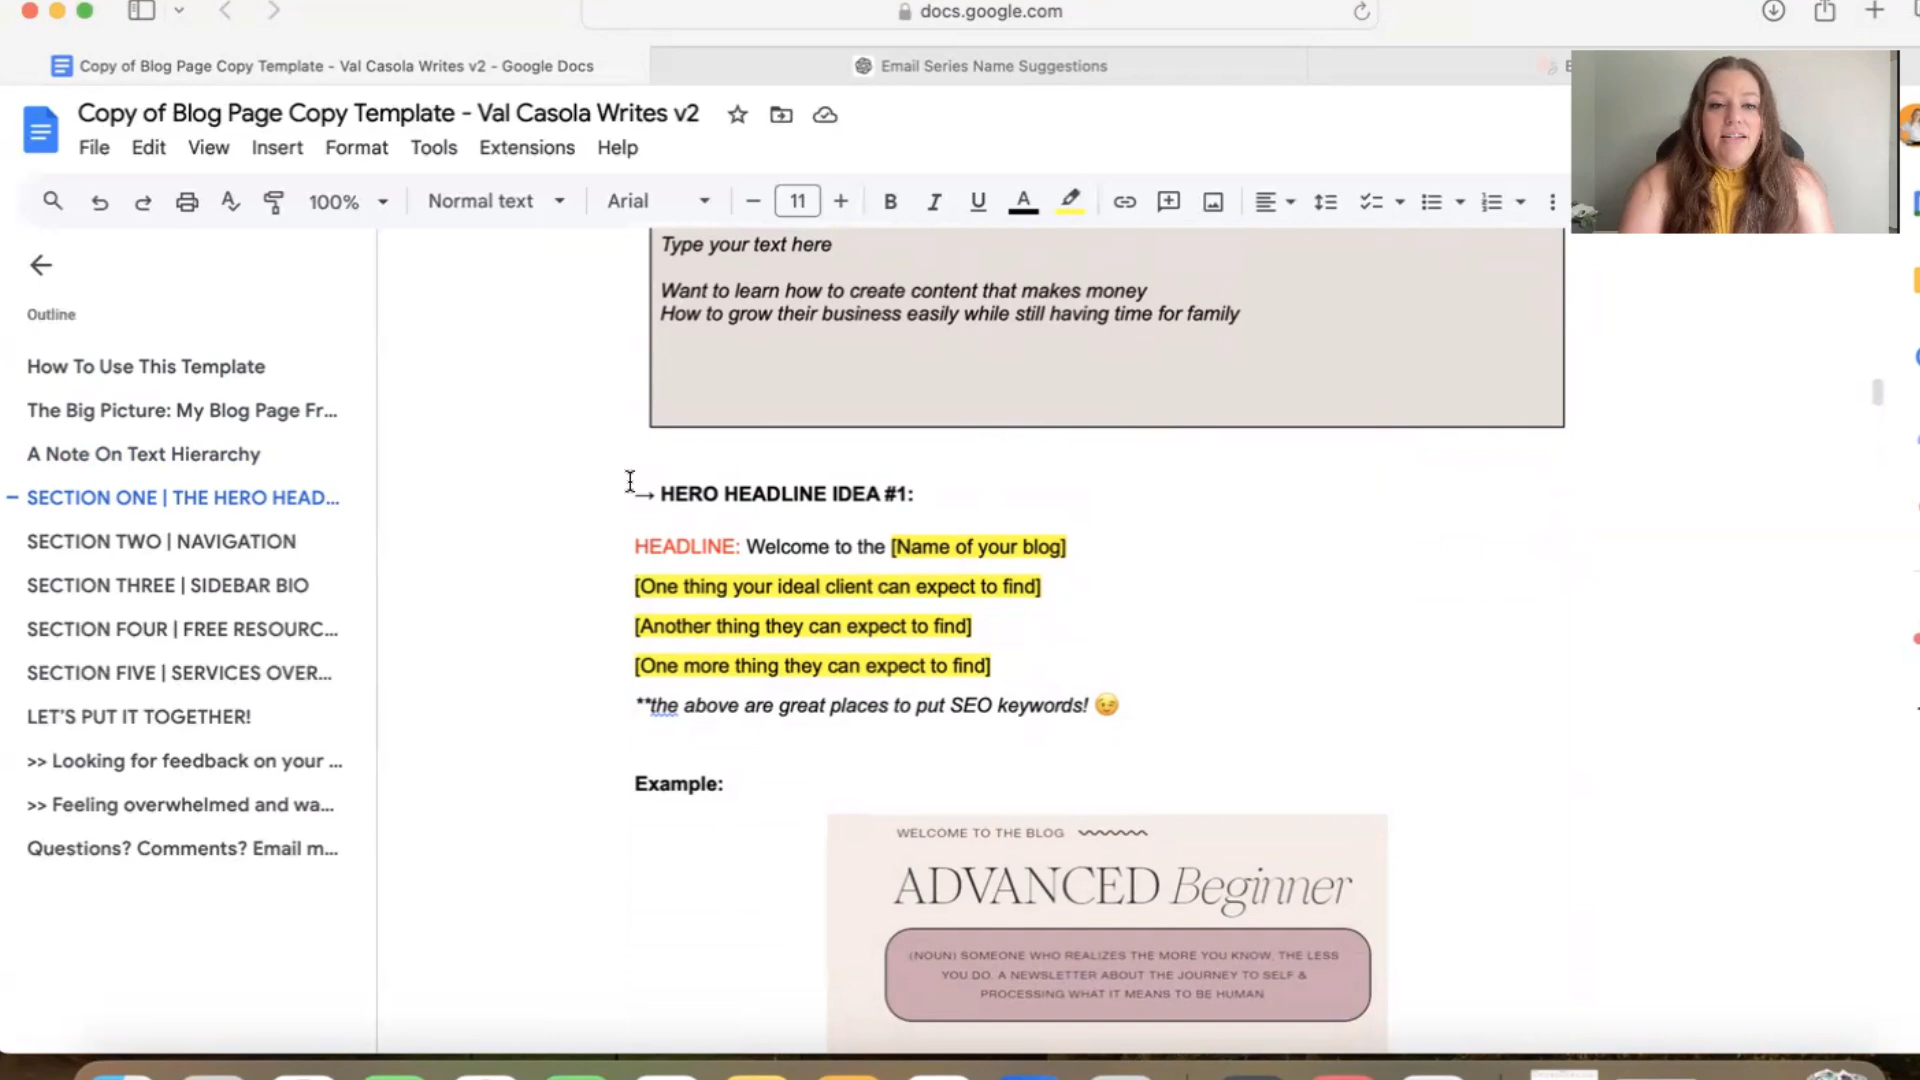 docs.google.com
Copy of Blog Page Copy Template - Val Casola Writes v2 - Google Docs
Email Series Name Suggestions
Copy of Blog Page Copy Template - Val Casola Writes v2
File Edit View Insert Format Tools Extensions Help
100% Normal text Arial 11 B I U A
Type your text here
Want to learn how to create content that makes money
How to grow their business easily while still having time for family
Outline
How To Use This Template
The Big Picture: My Blog Page Fr...
A Note On Text Hierarchy
SECTION ONE | THE HERO HEAD...
SECTION TWO | NAVIGATION
SECTION THREE | SIDEBAR BIO
SECTION FOUR | FREE RESOURC...
SECTION FIVE | SERVICES OVER...
LET'S PUT IT TOGETHER!
>> Looking for feedback on your ...
>> Feeling overwhelmed and wa...
Questions? Comments? Email m...
→ HERO HEADLINE IDEA #1:
HEADLINE: Welcome to the [Name of your blog]
[One thing your ideal client can expect to find]
[Another thing they can expect to find]
[One more thing they can expect to find]
**the above are great places to put SEO keywords! 😉
Example:
WELCOME TO THE BLOG
ADVANCED Beginner
(NOUN) SOMEONE WHO REALIZES THE MORE YOU KNOW, THE LESS
YOU DO. A NEWSLETTER ABOUT THE JOURNEY TO SELF &
PROCESSING WHAT IT MEANS TO BE HUMAN